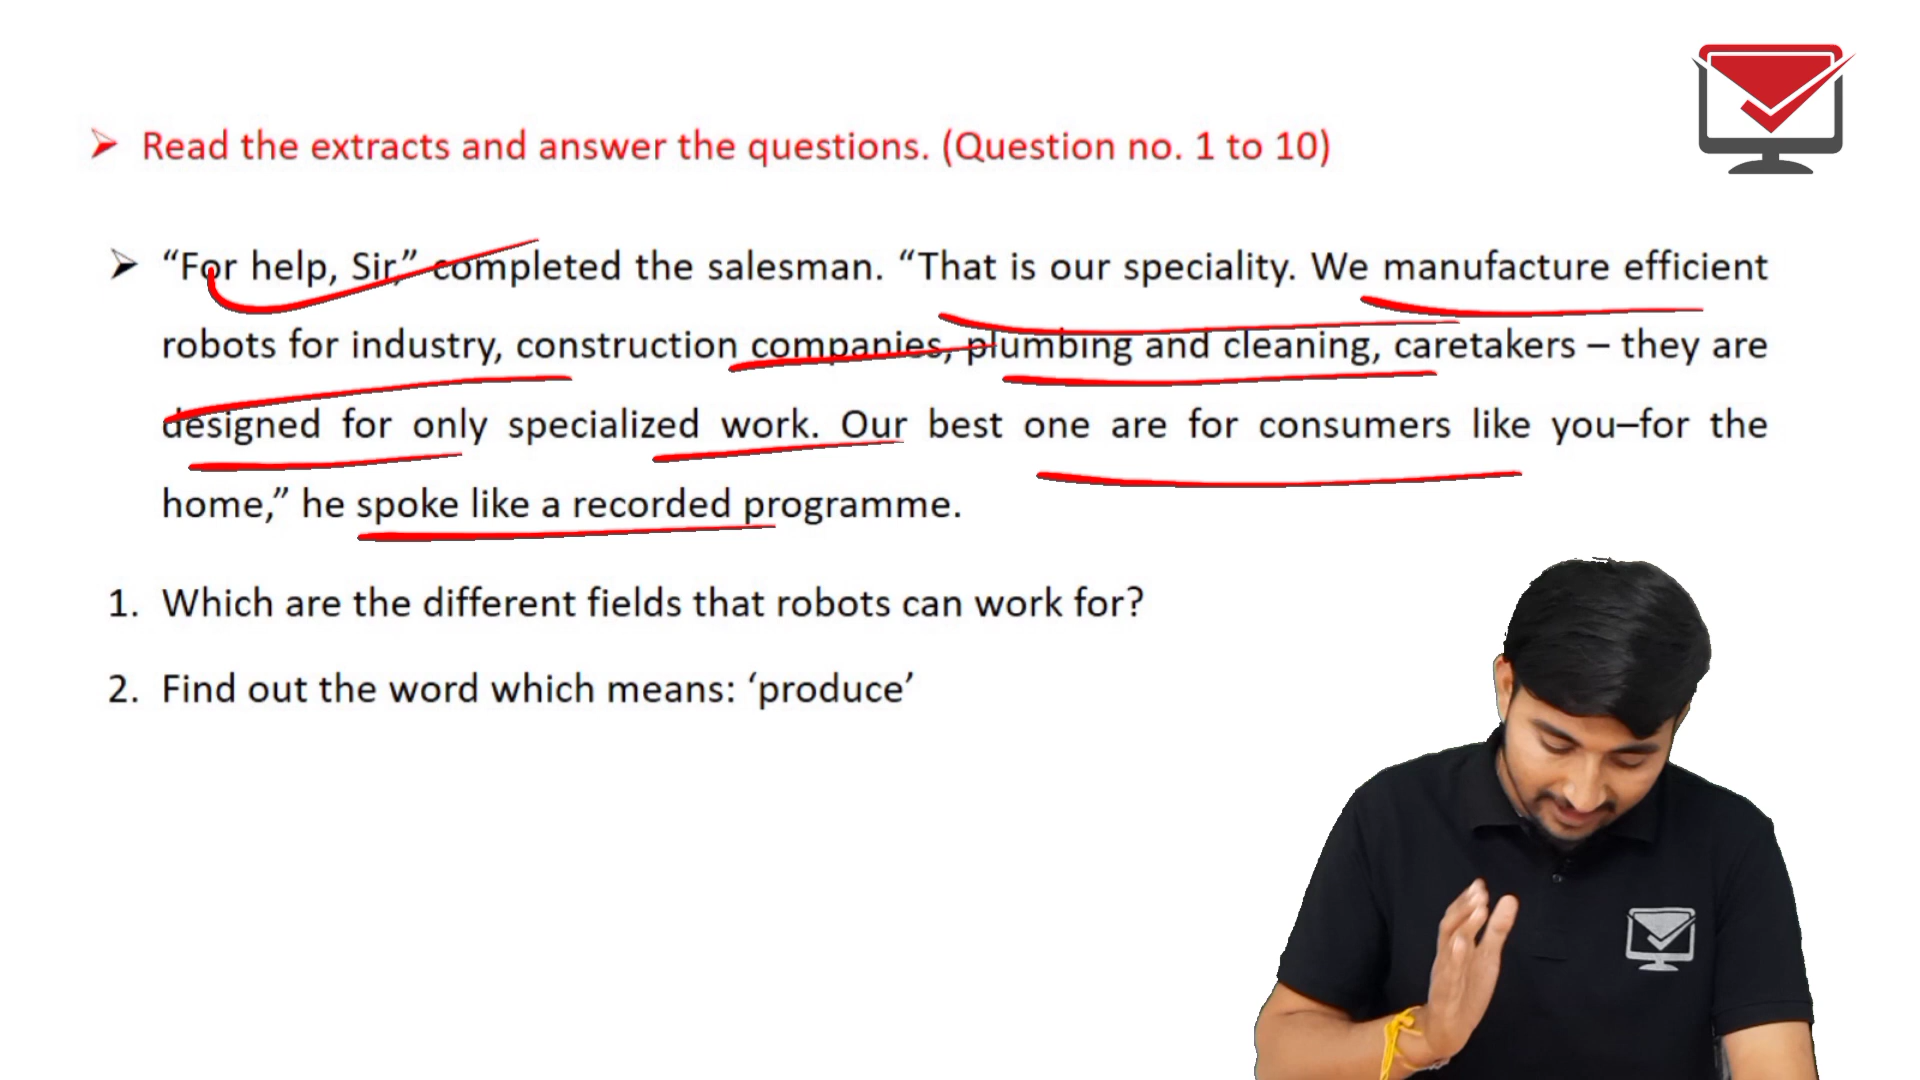 Read the extracts and answer the questions. (Question no. 1 to 10)
“For help, Sir,” completed the salesman. “That is our speciality. We manufacture efficient
robots for industry, construction companies, plumbing and cleaning, caretakers – they are
designed for only specialized work. Our best one are for consumers like you–for the
home,” he spoke like a recorded programme.
1. Which are the different fields that robots can work for?
2. Find out the word which means: ‘produce’